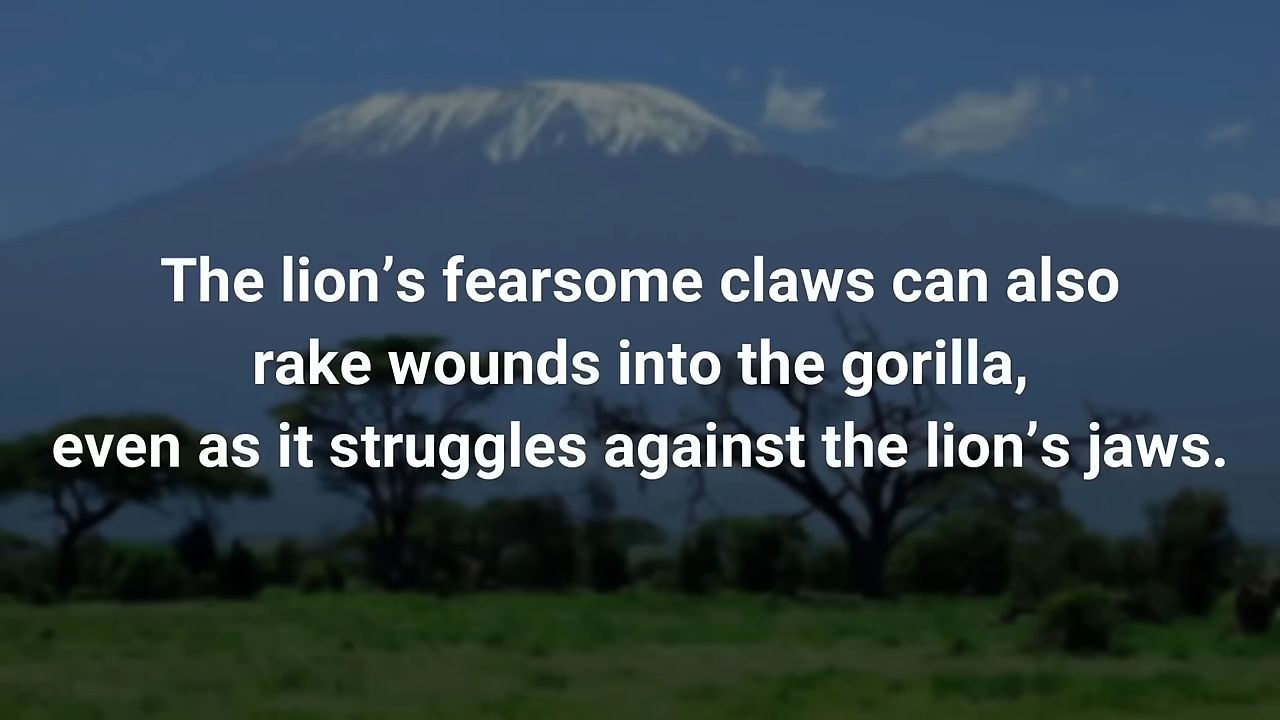 The lion’s fearsome claws can also
rake wounds into the gorilla,
even as it struggles against the lion’s jaws.